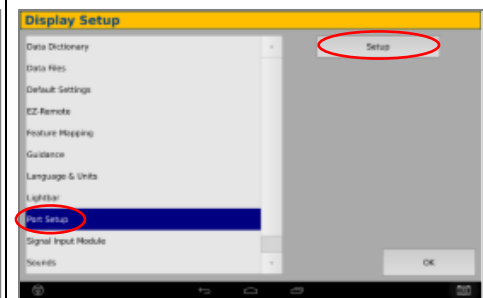 Display Setup
Data Dictionary
Setup
Data Files
Default Settings
EZ-Remote
Feature Mapping
Guidance
Language & Units
Lightbar
Port Setup
Signal Input Module
Sounds
OK